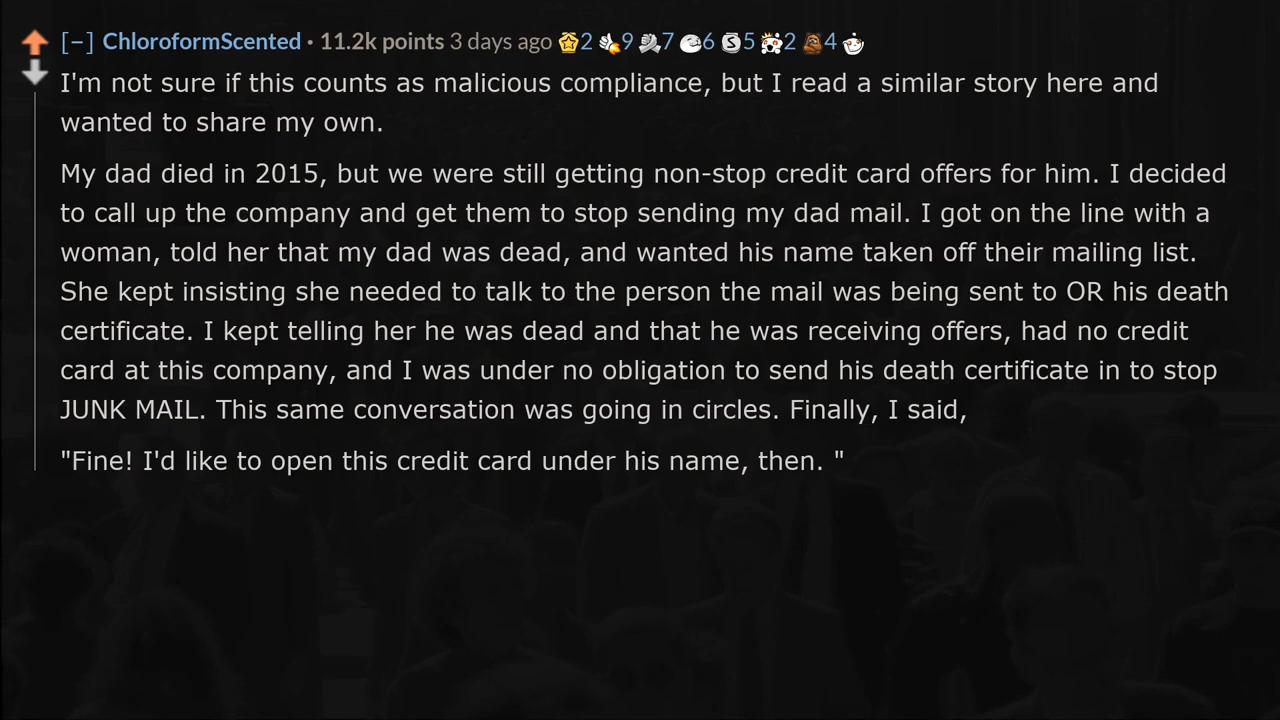 [−] ChloroformScented · 11.2k points 3 days ago 2 9 7 6 5 2 4
I'm not sure if this counts as malicious compliance, but I read a similar story here and
wanted to share my own.
My dad died in 2015, but we were still getting non-stop credit card offers for him. I decided
to call up the company and get them to stop sending my dad mail. I got on the line with a
woman, told her that my dad was dead, and wanted his name taken off their mailing list.
She kept insisting she needed to talk to the person the mail was being sent to OR his death
certificate. I kept telling her he was dead and that he was receiving offers, had no credit
card at this company, and I was under no obligation to send his death certificate in to stop
JUNK MAIL. This same conversation was going in circles. Finally, I said,
"Fine! I'd like to open this credit card under his name, then. "